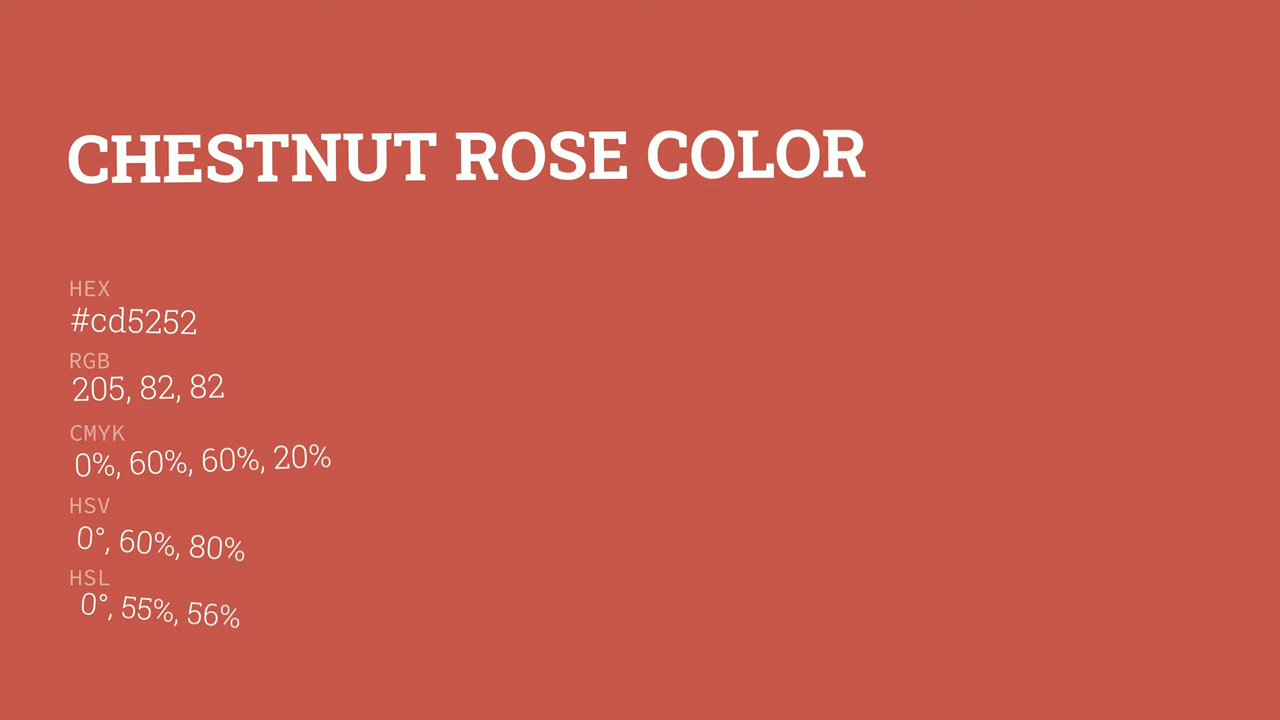 CHESTNUT ROSE COLOR
HEX
#cd5252
RGB
205, 82, 82
CMYK
0%, 60%, 60%, 20%
HSV
0°, 60%, 80%
HSL
0°, 55%, 56%